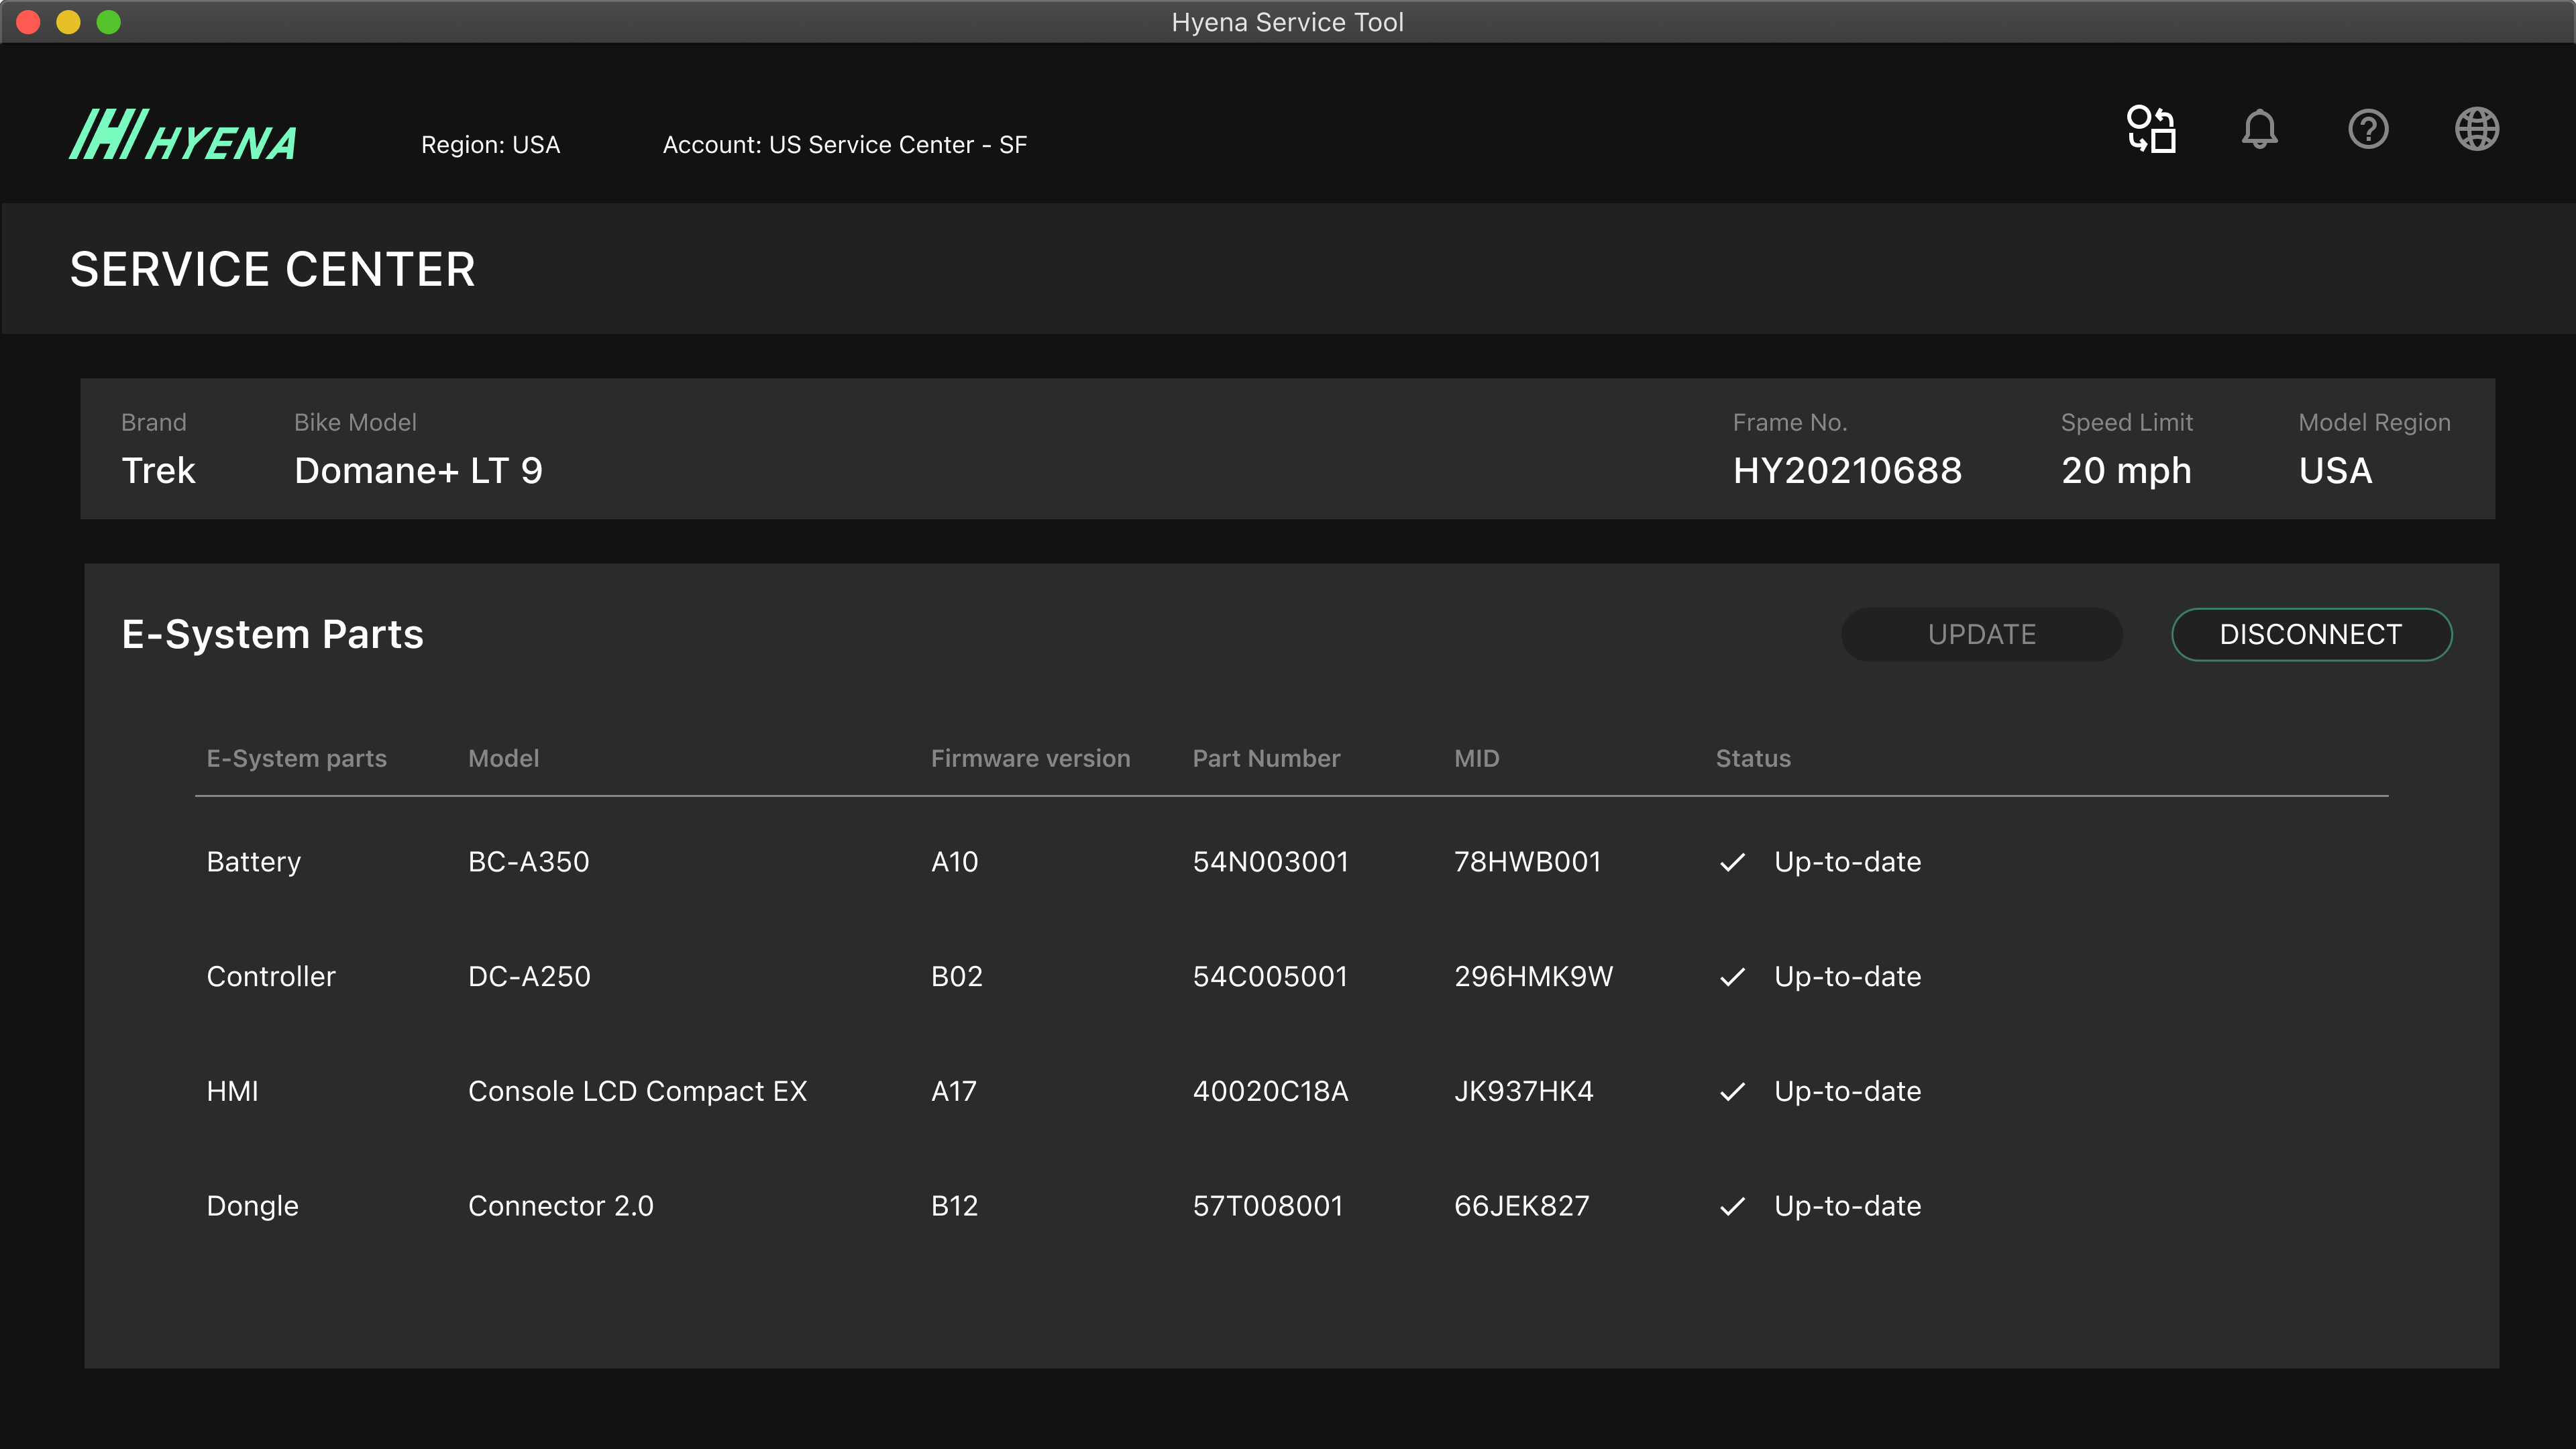 Hyena Service Tool
HYENA
Region: USA
Account: US Service Center - SF
SERVICE CENTER
Brand
Bike Model
Frame No.
Speed Limit
Model Region
Trek
Domane+ LT 9
HY20210688
20 mph
USA
E-System Parts
UPDATE
DISCONNECT
E-System parts
Model
Firmware version
Part Number
MID
Status
Battery
BC-A350
A10
54N003001
78HWB001
Up-to-date
Controller
DC-A250
B02
54C005001
296HMK9W
Up-to-date
HMI
Console LCD Compact EX
A17
40020C18A
JK937HK4
Up-to-date
Dongle
Connector 2.0
B12
57T008001
66JEK827
Up-to-date